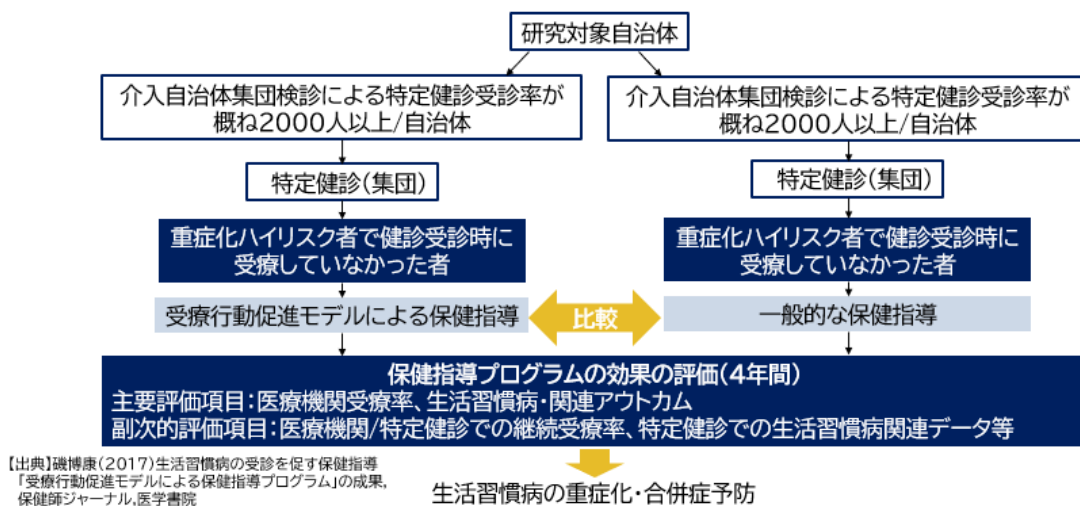 研究対象自治体
介入自治体集団検診による特定健診受診率が
概ね2000人以上/自治体
介入自治体集団検診による特定健診受診率が
概ね2000人以上/自治体
特定健診(集団)
特定健診(集団)
重症化ハイリスク者で健診受診時に
受療していなかった者
重症化ハイリスク者で健診受診時に
受療していなかった者
受療行動促進モデルによる保健指導
比較
一般的な保健指導
保健指導プログラムの効果の評価(4年間)
主要評価項目:医療機関受療率、生活習慣病・関連アウトカム
副次的評価項目:医療機関/特定健診での継続受療率、特定健診での生活習慣病関連データ等
【出典】磯博康(2017)生活習慣病の受診を促す保健指導
「受療行動促進モデルによる保健指導プログラム」の成果,
保健師ジャーナル,医学書院
生活習慣病の重症化・合併症予防